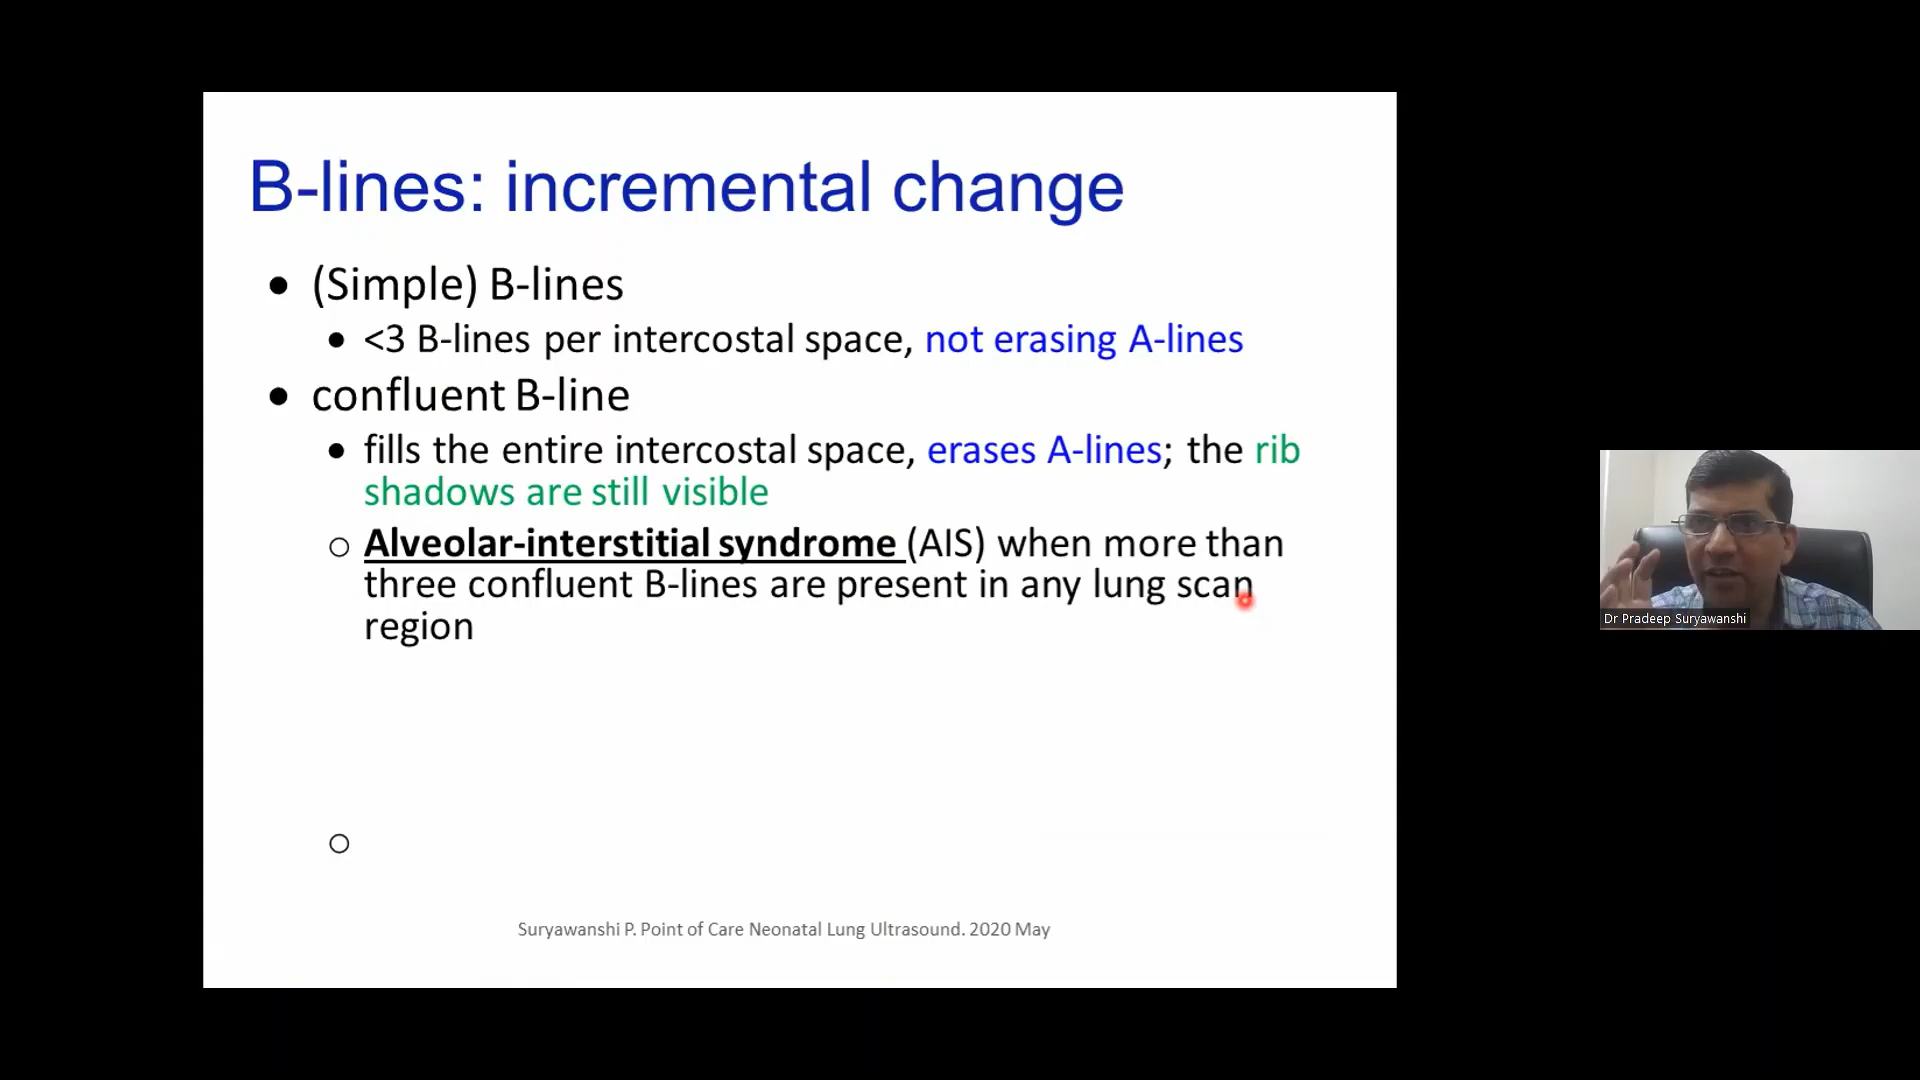 B-lines: incremental change
• (Simple) B-lines
• <3 B-lines per intercostal space, not erasing A-lines
• confluent B-line
• fills the entire intercostal space, erases A-lines; the rib
shadows are still visible
○ Alveolar-interstitial syndrome (AIS) when more than
three confluent B-lines are present in any lung scan
region
○
Suryawanshi P. Point of Care Neonatal Lung Ultrasound. 2020 May
Dr Pradeep Suryawanshi